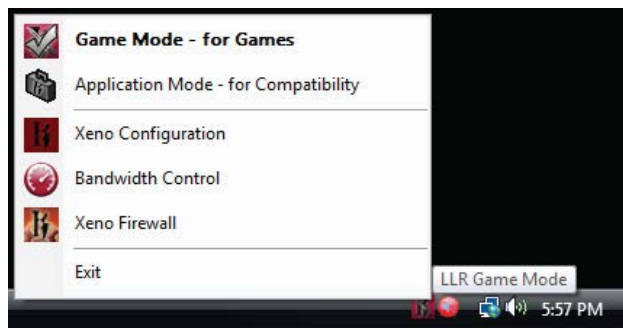 Game Mode - for Games
Application Mode - for Compatibility
Xeno Configuration
Bandwidth Control
Xeno Firewall
Exit
LLR Game Mode
5:57 PM